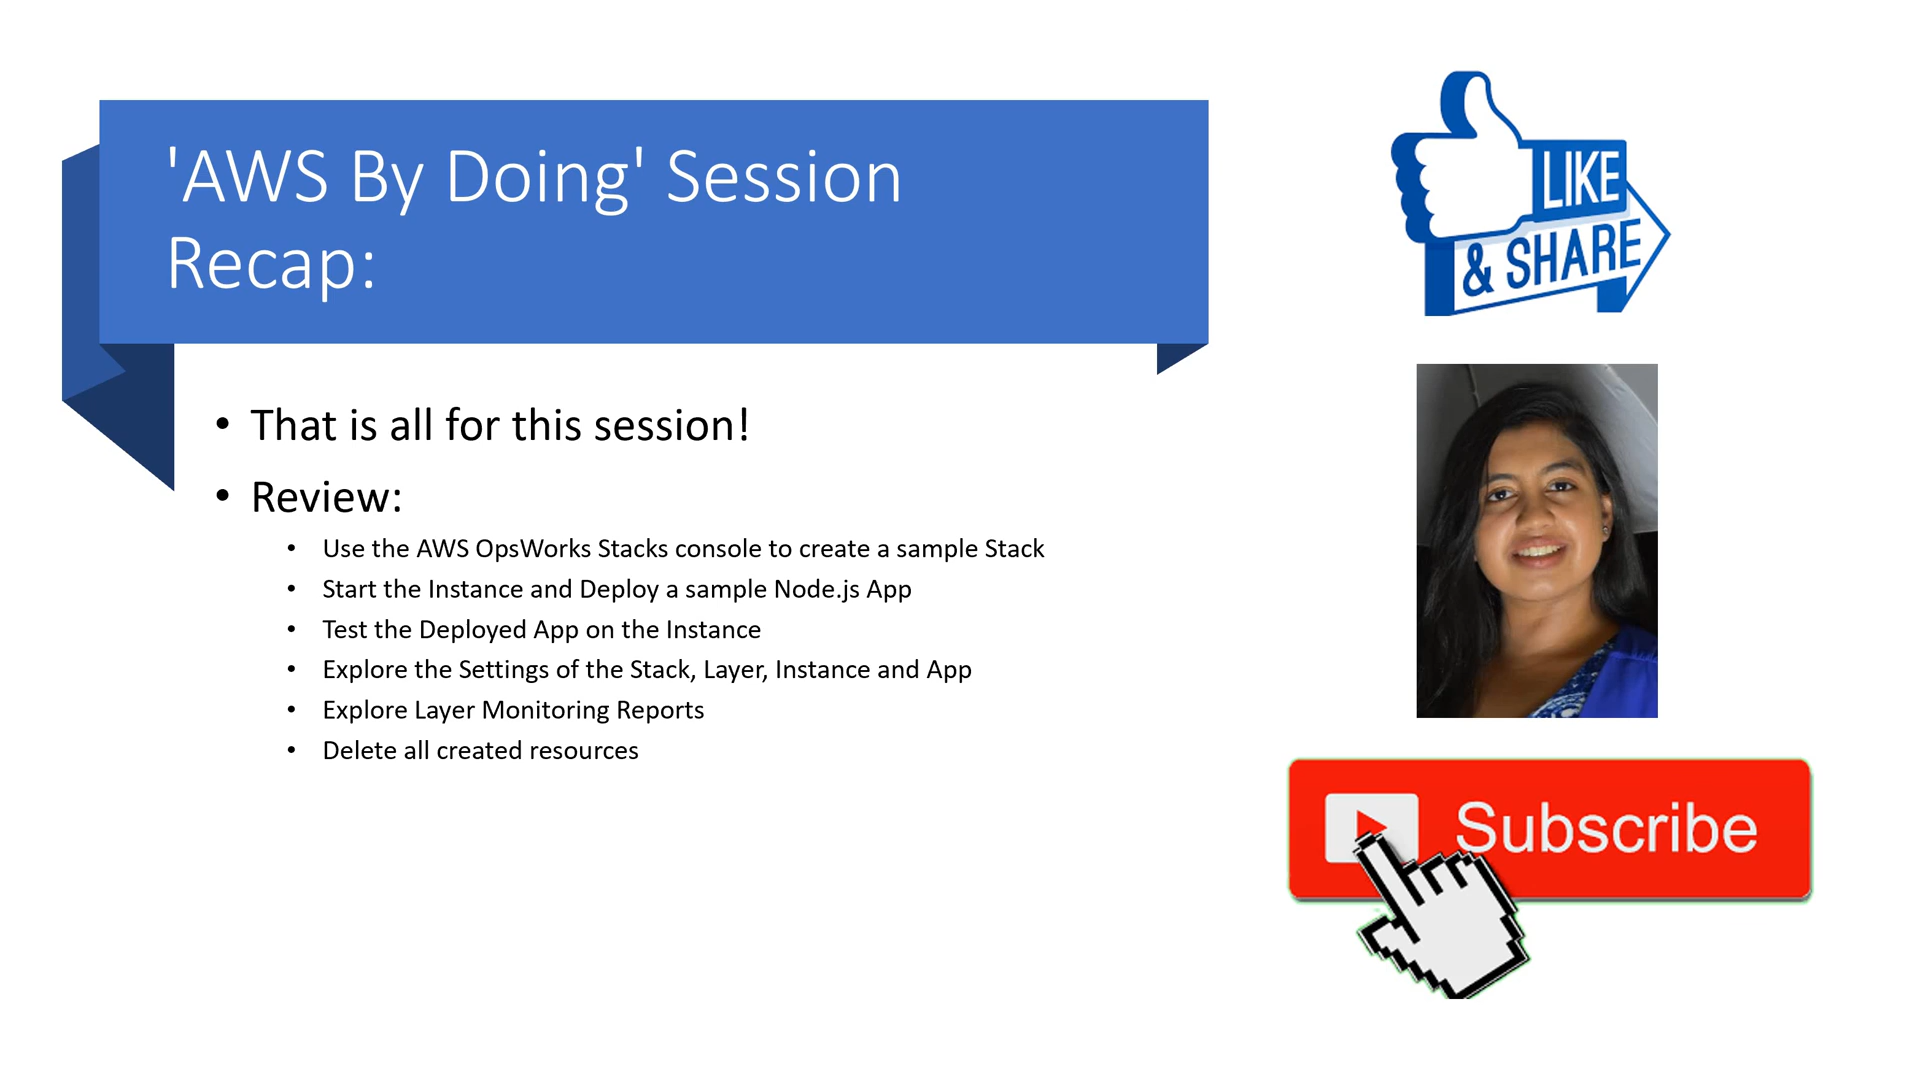 'AWS By Doing' Session
Recap:
• That is all for this session!
• Review:
• Use the AWS OpsWorks Stacks console to create a sample Stack
• Start the Instance and Deploy a sample Node.js App
• Test the Deployed App on the Instance
• Explore the Settings of the Stack, Layer, Instance and App
• Explore Layer Monitoring Reports
• Delete all created resources
LIKE
& SHARE
Subscribe